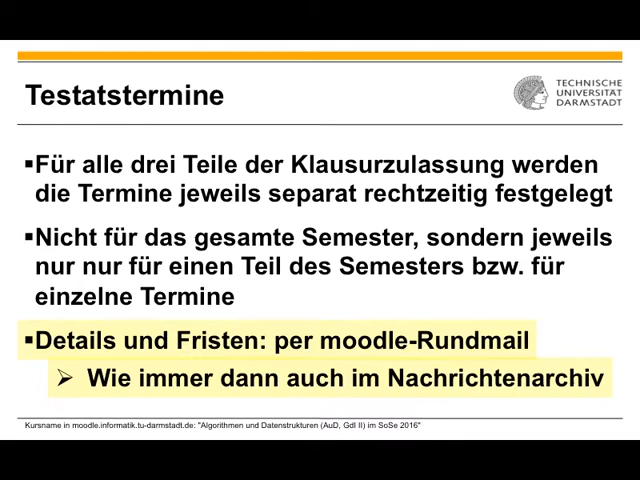 Testatstermine
TECHNISCHE
UNIVERSITÄT
DARMSTADT
▪Für alle drei Teile der Klausurzulassung werden
die Termine jeweils separat rechtzeitig festgelegt
▪Nicht für das gesamte Semester, sondern jeweils
nur nur für einen Teil des Semesters bzw. für
einzelne Termine
▪Details und Fristen: per moodle-Rundmail
➢ Wie immer dann auch im Nachrichtenarchiv
Kursname in moodle.informatik.tu-darmstadt.de: "Algorithmen und Datenstrukturen (AuD, GdI II) im SoSe 2016"